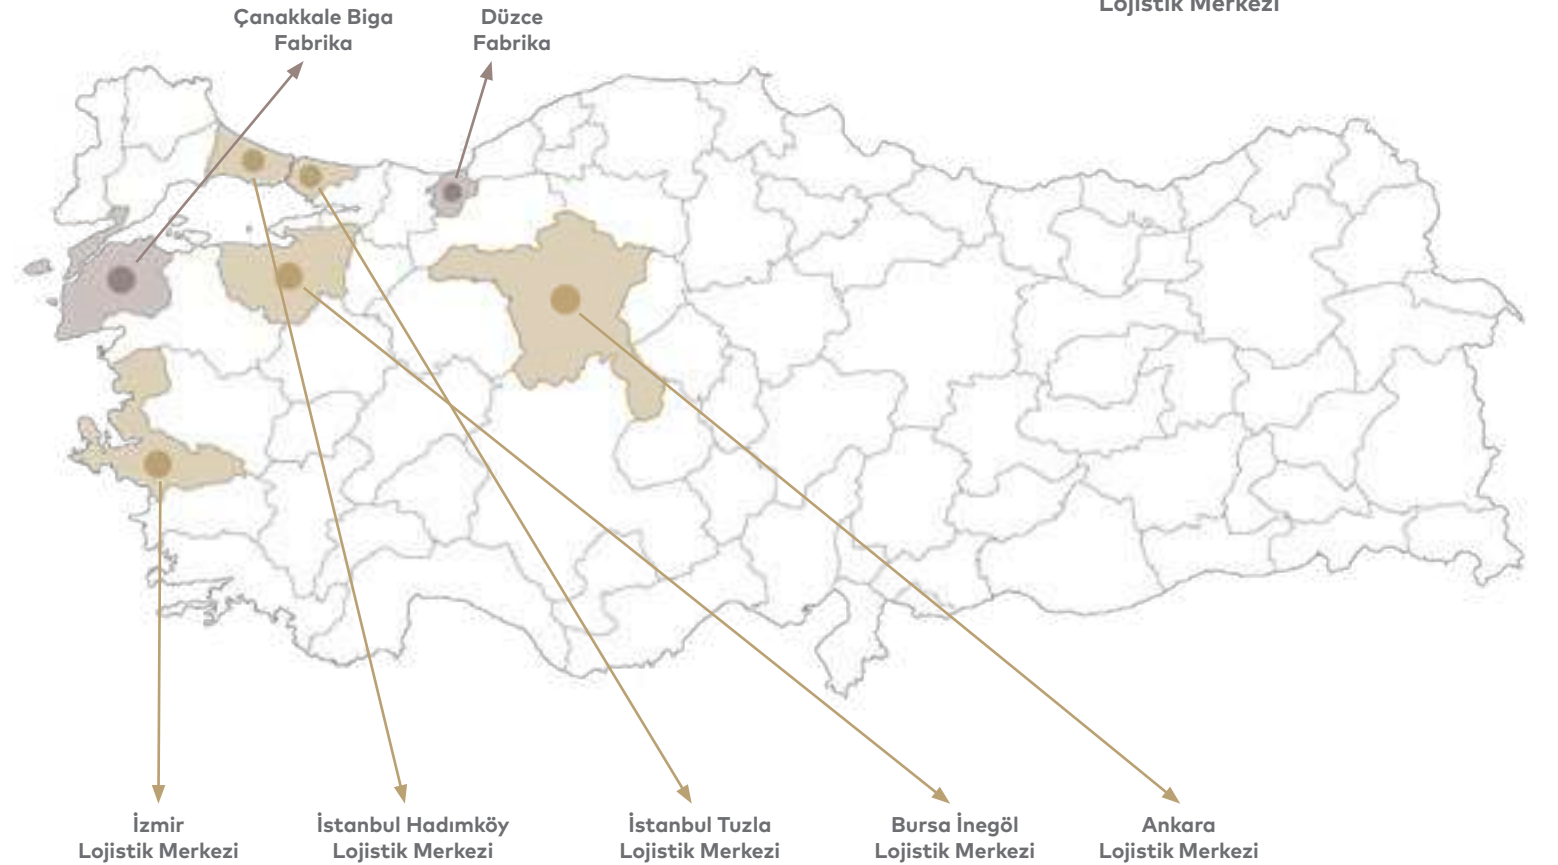 Lojistik Merkezi
Çanakkale Biga
Fabrika
Düzce
Fabrika
İzmir
Lojistik Merkezi
İstanbul Hadımköy
Lojistik Merkezi
İstanbul Tuzla
Lojistik Merkezi
Bursa İnegöl
Lojistik Merkezi
Ankara
Lojistik Merkezi